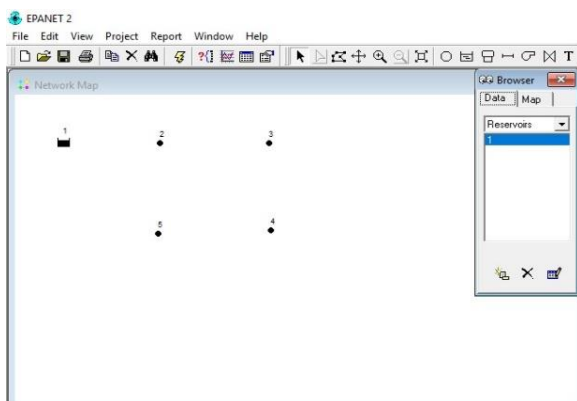 EPANET 2
File Edit View Project Report Window Help
T
Network Map
Browser
Data Map
Reservoirs
1
1
2
3
5
4